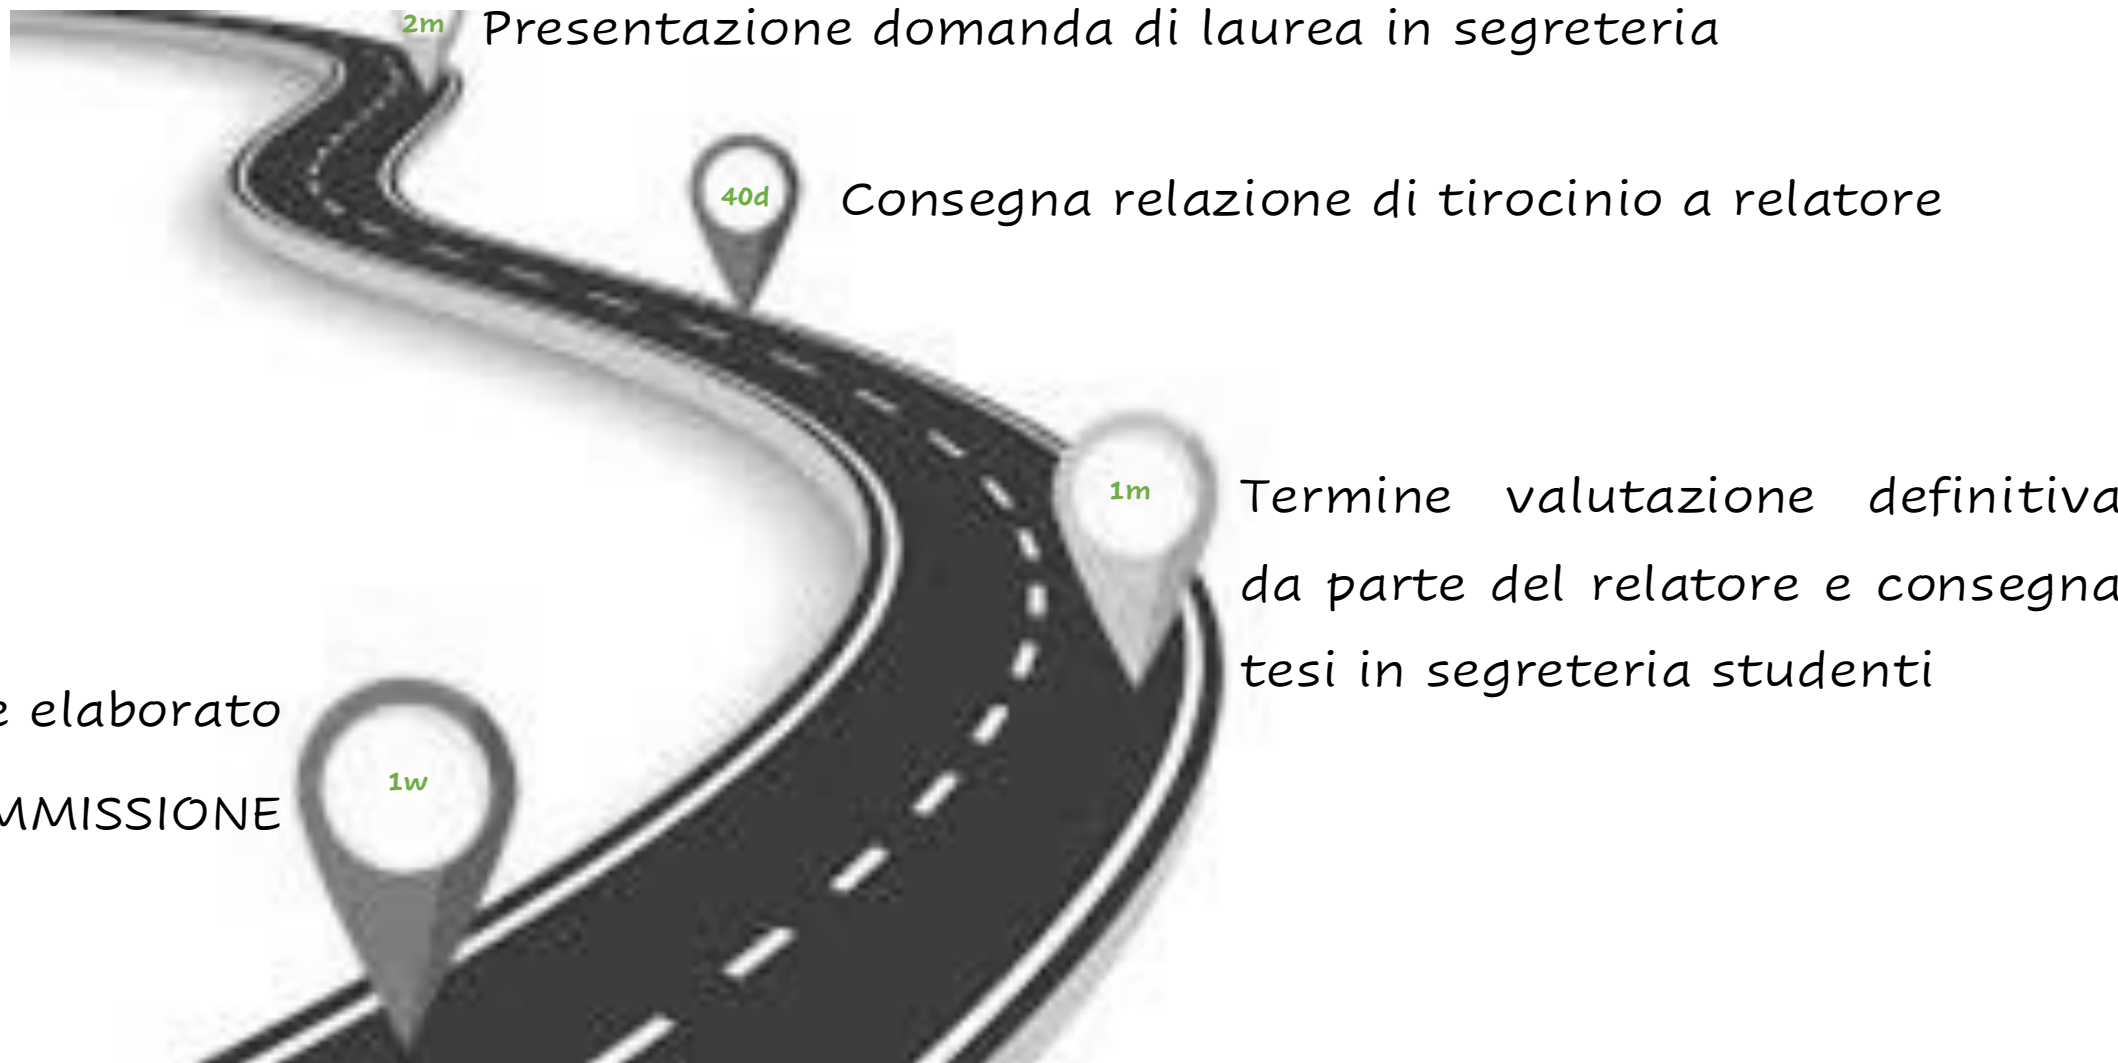 2m
Presentazione domanda di laurea in segreteria
40d
Consegna relazione di tirocinio a relatore
1m
Termine valutazione definitiva
da parte del relatore e consegna
tesi in segreteria studenti
elaborato
1w